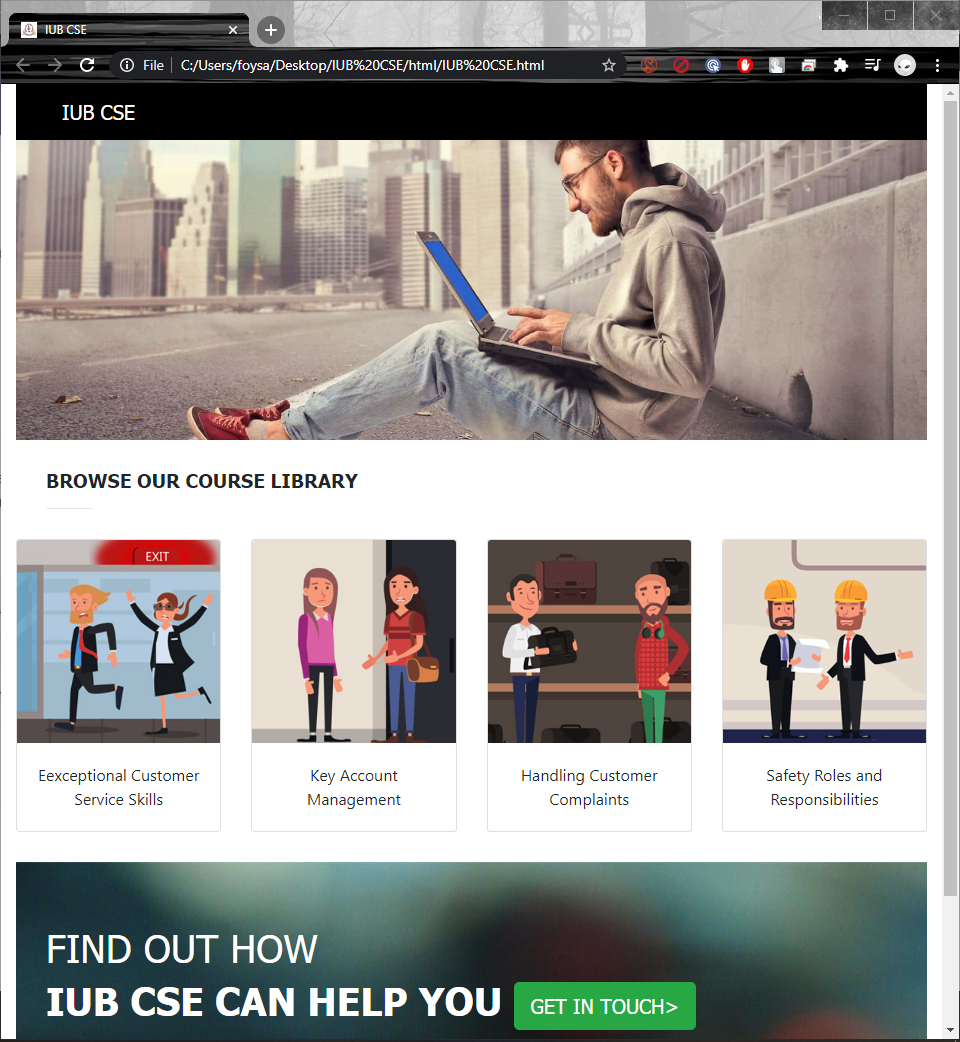 IUB CSE
File
C:/Users/foysa/Desktop/IUB%20CSE/html/IUB%20CSE.html
IUB CSE
BROWSE OUR COURSE LIBRARY
EXIT
Eexceptional Customer
Service Skills
Key Account
Management
Handling Customer
Complaints
Safety Roles and
Responsibilities
FIND OUT HOW
IUB CSE CAN HELP YOU
GET IN TOUCH>